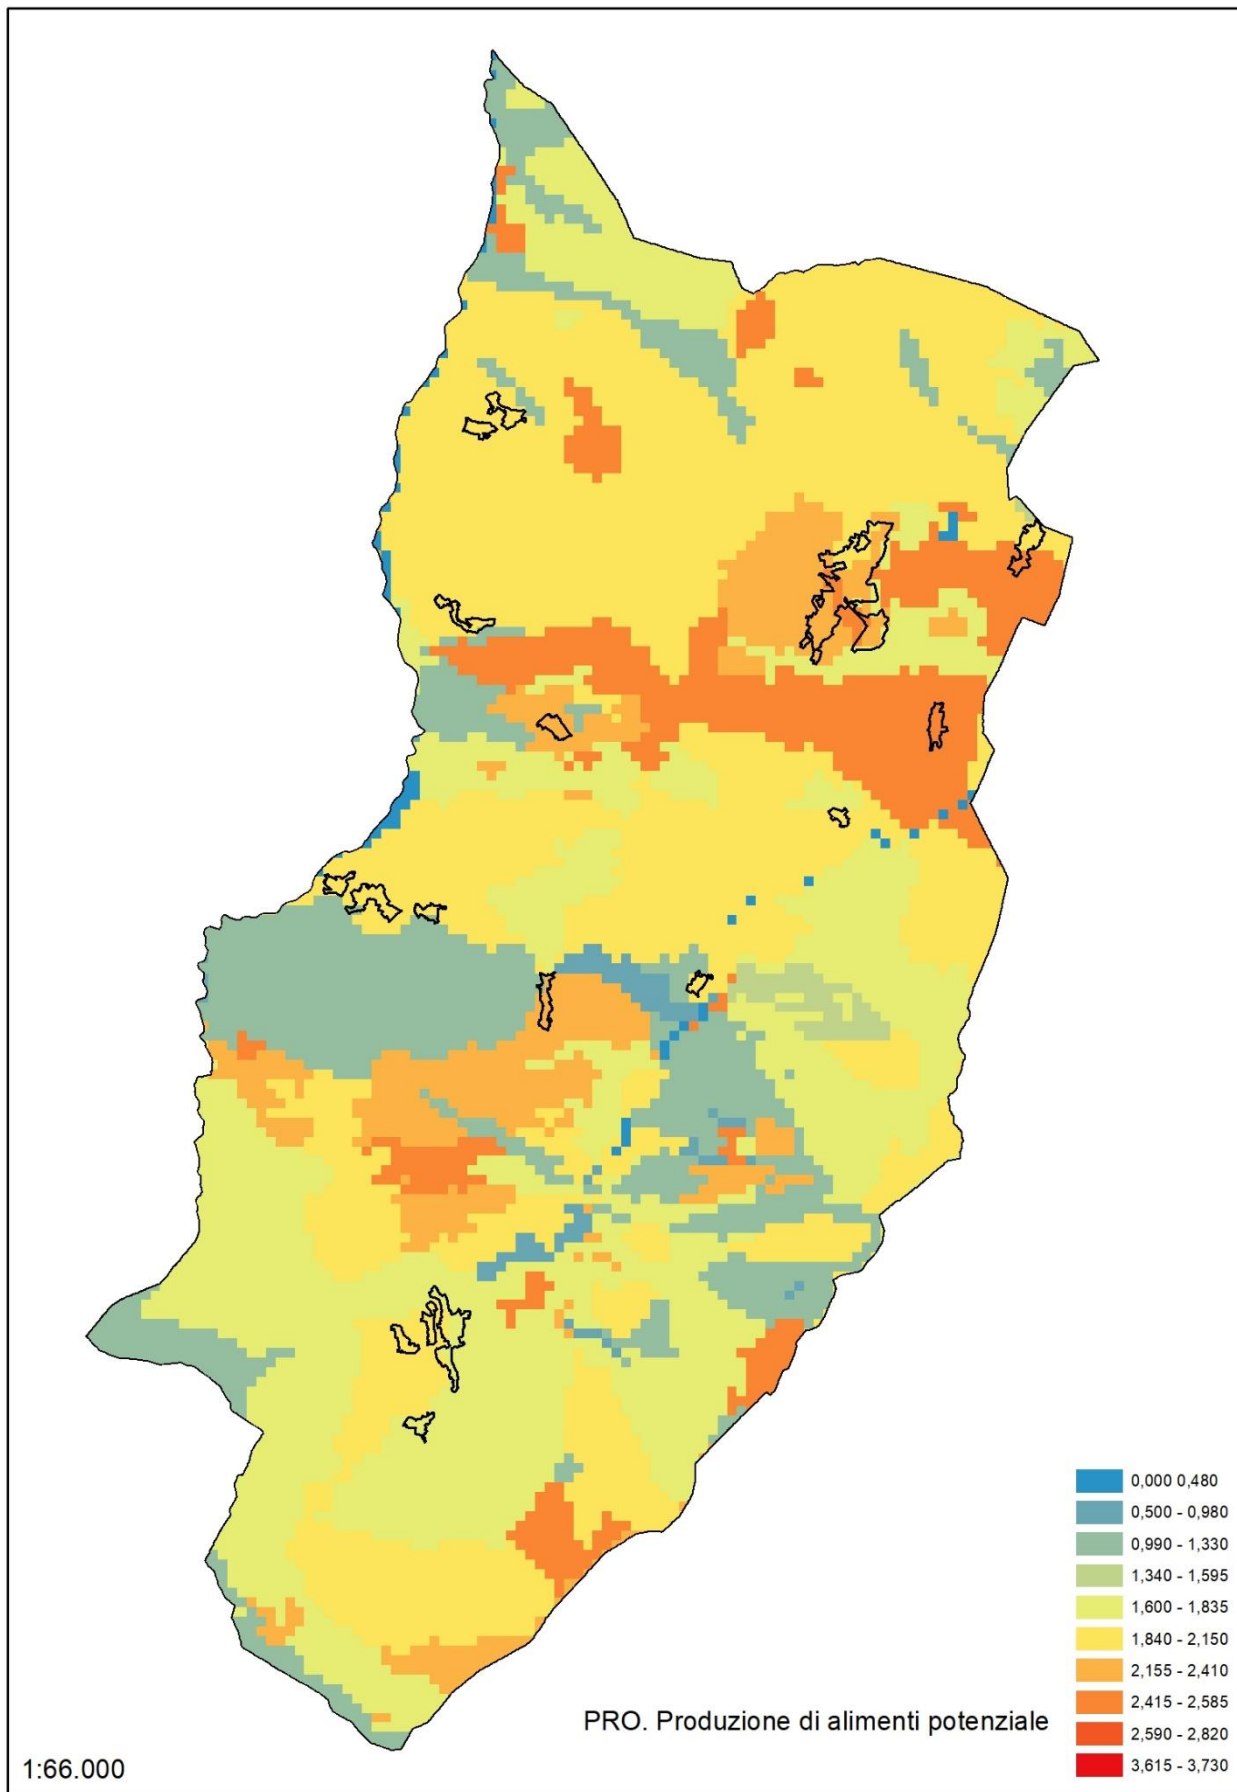 0,000 0,480
0,500 - 0,980
0,990 - 1,330
1,340 - 1,595
1,600 - 1,835
1,840 - 2,150
2,155 - 2,410
2,415 - 2,585
2,590 - 2,820
3,615 - 3,730
PRO. Produzione di alimenti potenziale
1:66.000